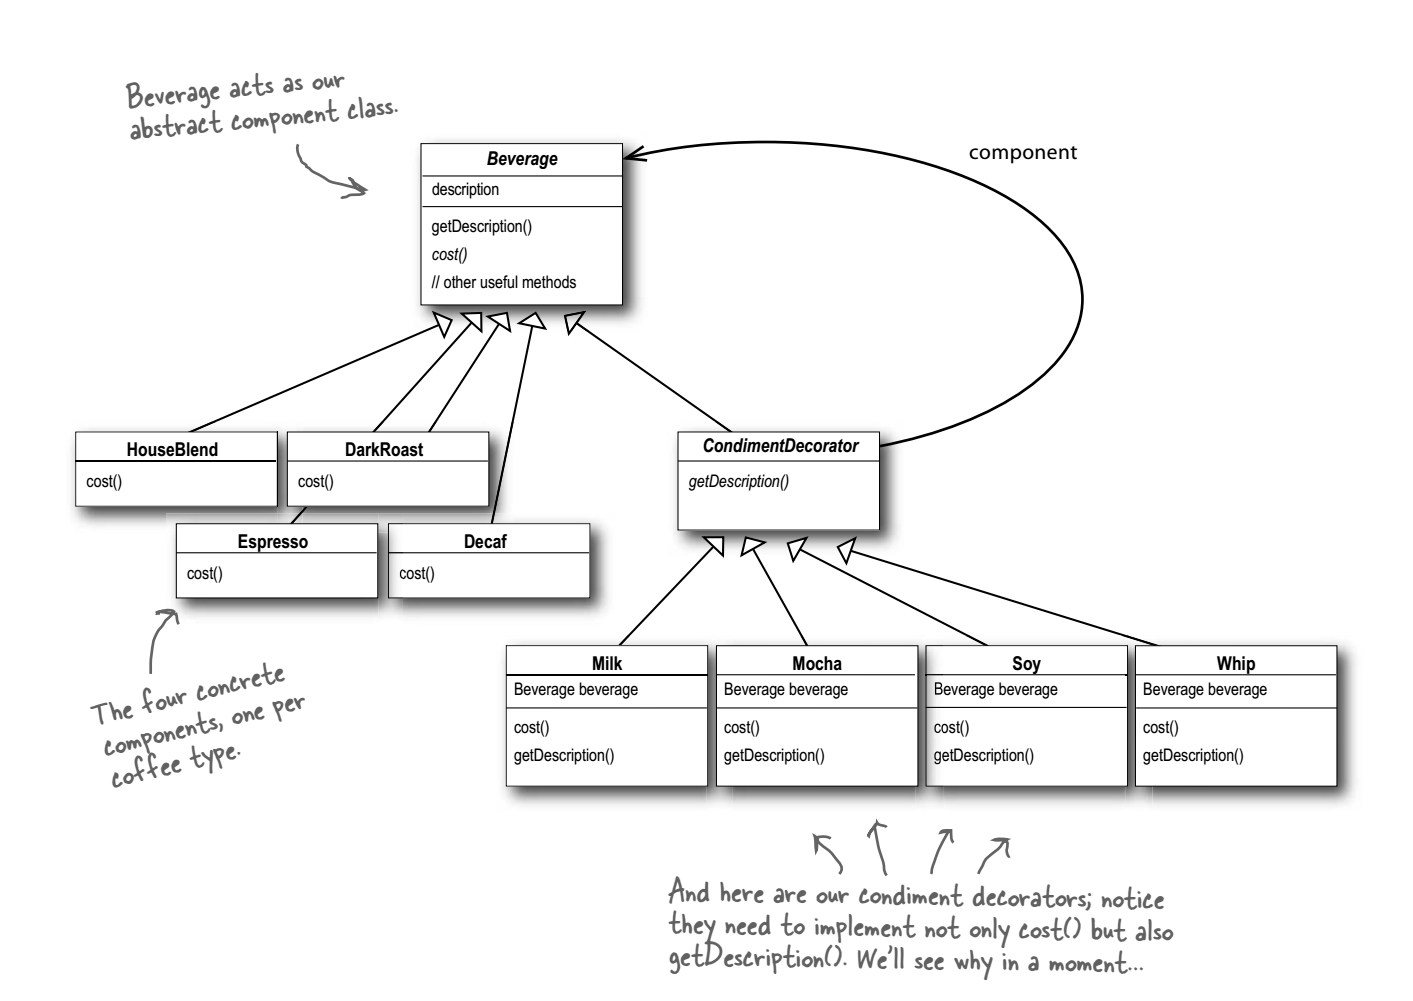 Beverage acts as our
abstract component class.
Beverage
description
getDescription()
cost()
// other useful methods
component
HouseBlend
cost()
DarkRoast
cost()
CondimentDecorator
getDescription()
Espresso
cost()
Decaf
cost()
The four concrete
components, one per
coffee type.
Milk
Beverage beverage
cost()
getDescription()
Mocha
Beverage beverage
cost()
getDescription()
Soy
Beverage beverage
cost()
getDescription()
Whip
Beverage beverage
cost()
getDescription()
And here are our condiment decorators; notice
they need to implement not only cost() but also
getDescription(). We'll see why in a moment...